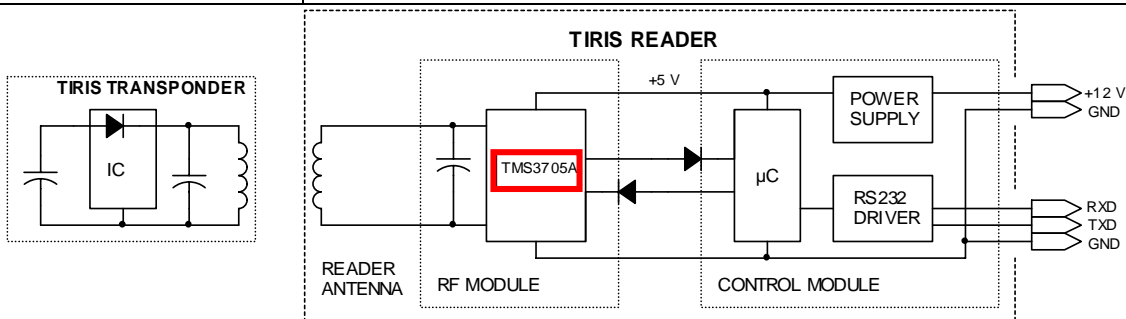 TIRIS READER
TIRIS TRANSPONDER
IC
+5 V
TMS3705A
µC
POWER
SUPPLY
RS232
DRIVER
+12 V
GND
RXD
TXD
GND
READER
ANTENNA
RF MODULE
CONTROL MODULE